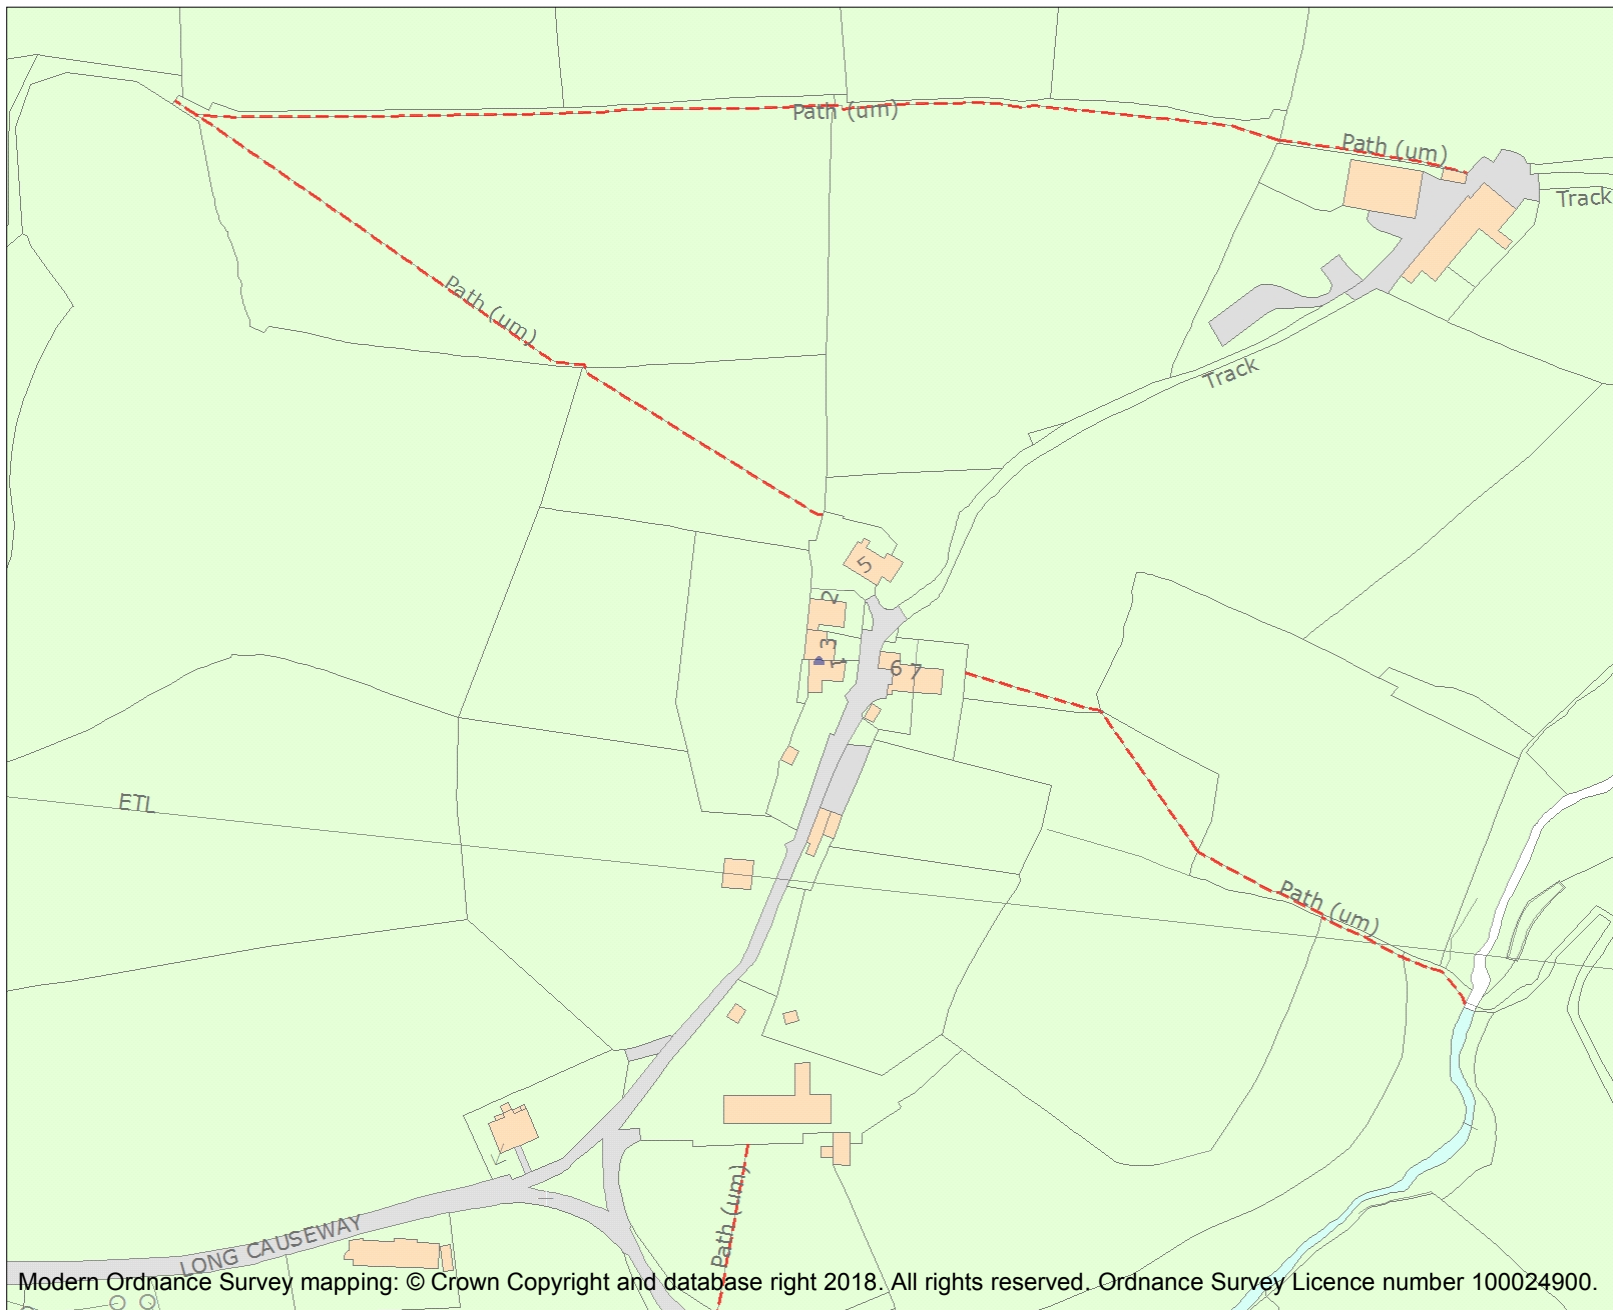 Path (um)
Path (um)
Track
Path (um)
Track
5
2
3
1
6
7
ETL
Path (um)
Path (um)
LONG CAUSEWAY
Modern Ordnance Survey mapping: © Crown Copyright and database right 2018. All rights reserved. Ordnance Survey Licence number 100024900.